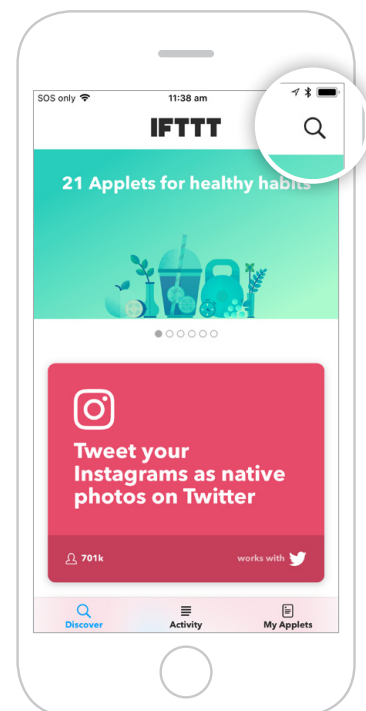 SOS only 11:38 am
IFTTT
21 Applets for healthy habits
Tweet your
Instagrams as native
photos on Twitter
701k works with
Discover Activity My Applets